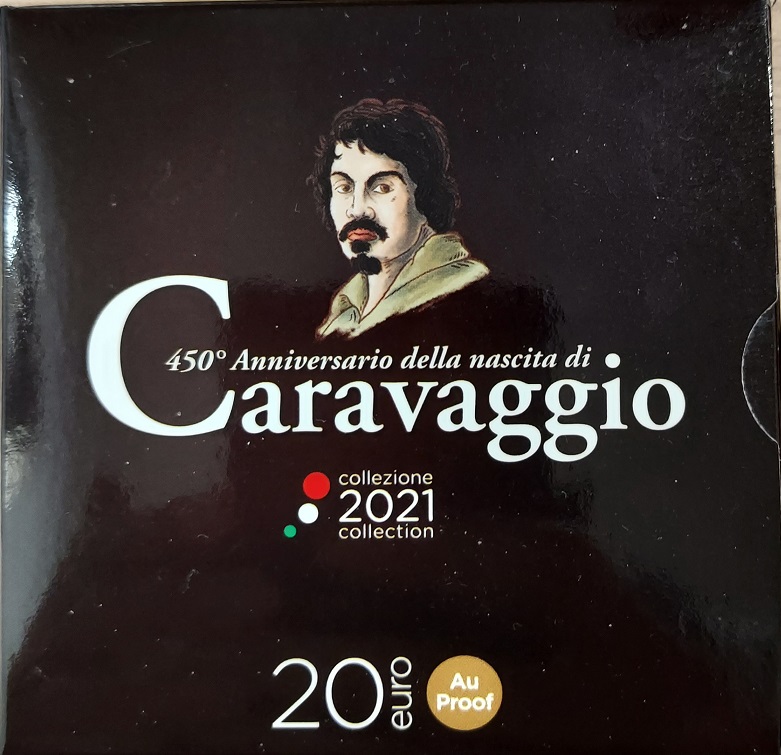 450° Anniversario della nascita di
Caravaggio
collezione
2021
collection
20 euro
Au
Proof